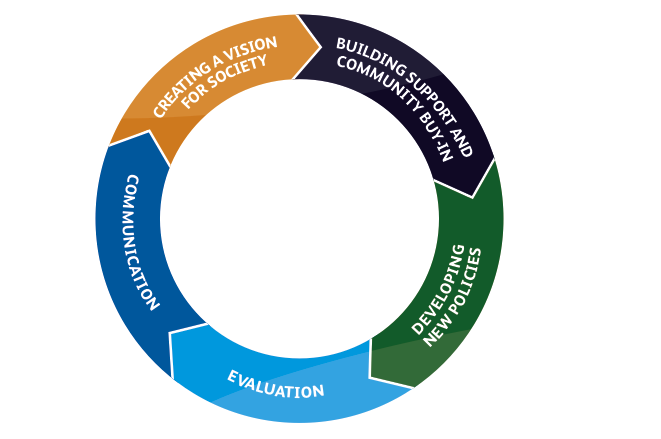 CREATING A VISION
FOR SOCIETY
BUILDING SUPPORT AND
COMMUNITY BUY-IN
DEVELOPING
NEW POLICIES
EVALUATION
COMMUNICATION